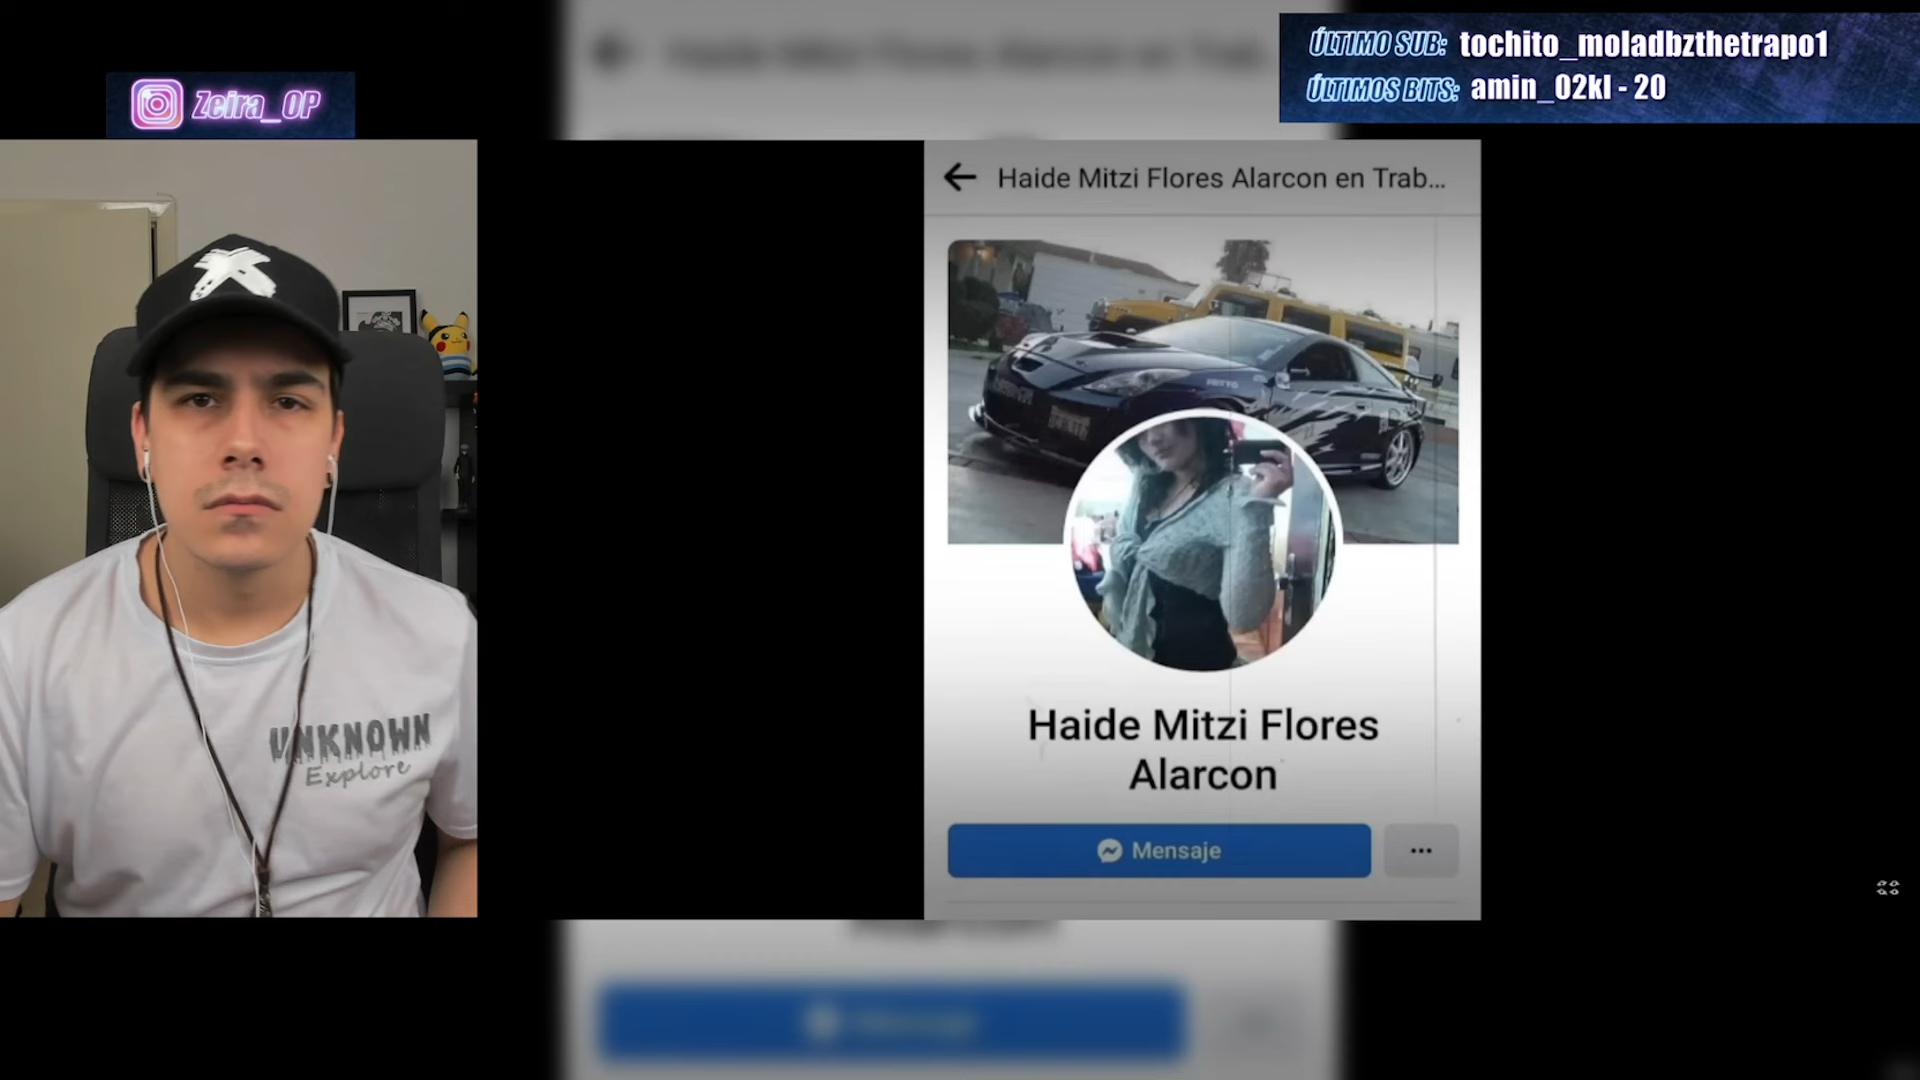 ÚLTIMO SUB: tochito_moladbzthetrapo1
ÚLTIMOS BITS: amin_02kl - 20
Zeira_OP
Haide Mitzi Flores Alarcon en Trab...
UNKNOWN
Explore
Haide Mitzi Flores
Alarcon
Mensaje